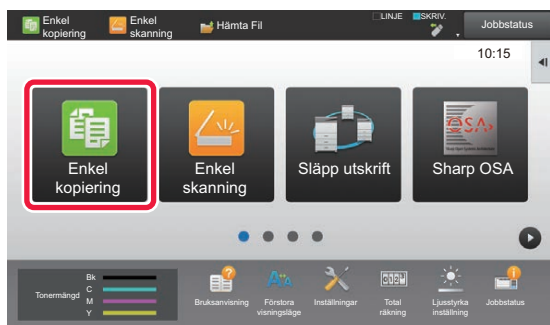 Enkel
kopiering
Enkel
skanning
Hämta Fil
LINJE
SKRIV.
Jobbstatus
10:15
Enkel
kopiering
Enkel
skanning
Släpp utskrift
OSA
Sharp OSA
Tonermängd
Bk
C
M
Y
Bruksanvisning
Förstora
visningsläge
Inställningar
Total
räkning
Ljusstyrka
inställning
Jobbstatus